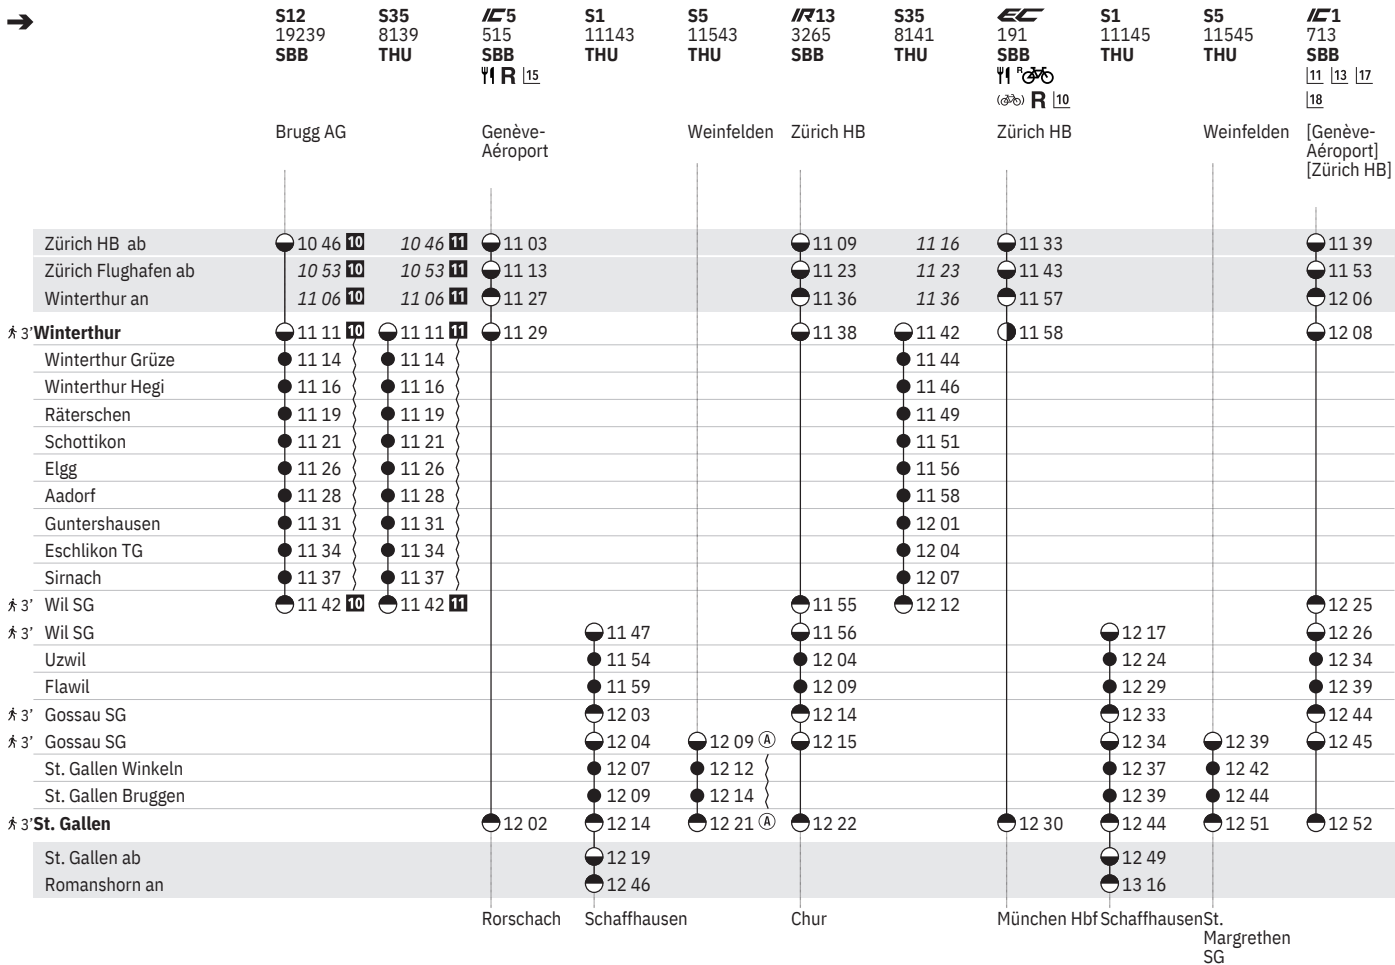 ➔ S12 S35 IC5 S1 S5 IR13 S35 EC S1 S5 IC1
19239 8139 515 11143 11543 3265 8141 191 11145 11545 713
SBB THU SBB THU THU SBB THU SBB THU THU SBB
R 15 R 11 13 17
R 10 18
Brugg AG Genève- Weinfelden Zürich HB Zürich HB Weinfelden [Genève-
Aéroport Aéroport]
[Zürich HB]
Zürich HB ab 10 46 10 10 46 11 11 03 11 09 11 16 11 33 11 39
Zürich Flughafen ab 10 53 10 10 53 11 11 13 11 23 11 23 11 43 11 53
Winterthur an 11 06 10 11 06 11 11 27 11 36 11 36 11 57 12 06
3' Winterthur 11 11 10 11 11 11 11 29 11 38 11 42 11 58 12 08
Winterthur Grüze 11 14 11 14 11 44
Winterthur Hegi 11 16 11 16 11 46
Räterschen 11 19 11 19 11 49
Schottikon 11 21 11 21 11 51
Elgg 11 26 11 26 11 56
Aadorf 11 28 11 28 11 58
Guntershausen 11 31 11 31 12 01
Eschlikon TG 11 34 11 34 12 04
Sirnach 11 37 11 37 12 07
3' Wil SG 11 42 10 11 42 11 11 55 12 12 12 25
3' Wil SG 11 47 11 56 12 17 12 26
Uzwil 11 54 12 04 12 24 12 34
Flawil 11 59 12 09 12 29 12 39
3' Gossau SG 12 03 12 14 12 33 12 44
3' Gossau SG 12 04 12 09 Ⓐ 12 15 12 34 12 39 12 45
St. Gallen Winkeln 12 07 12 12 12 37 12 42
St. Gallen Bruggen 12 09 12 14 12 39 12 44
3' St. Gallen 12 02 12 14 12 21 Ⓐ 12 22 12 30 12 44 12 51 12 52
St. Gallen ab 12 19 12 49
Romanshorn an 12 46 13 16
Rorschach Schaffhausen Chur München Hbf Schaffhausen St.
Margrethen
SG